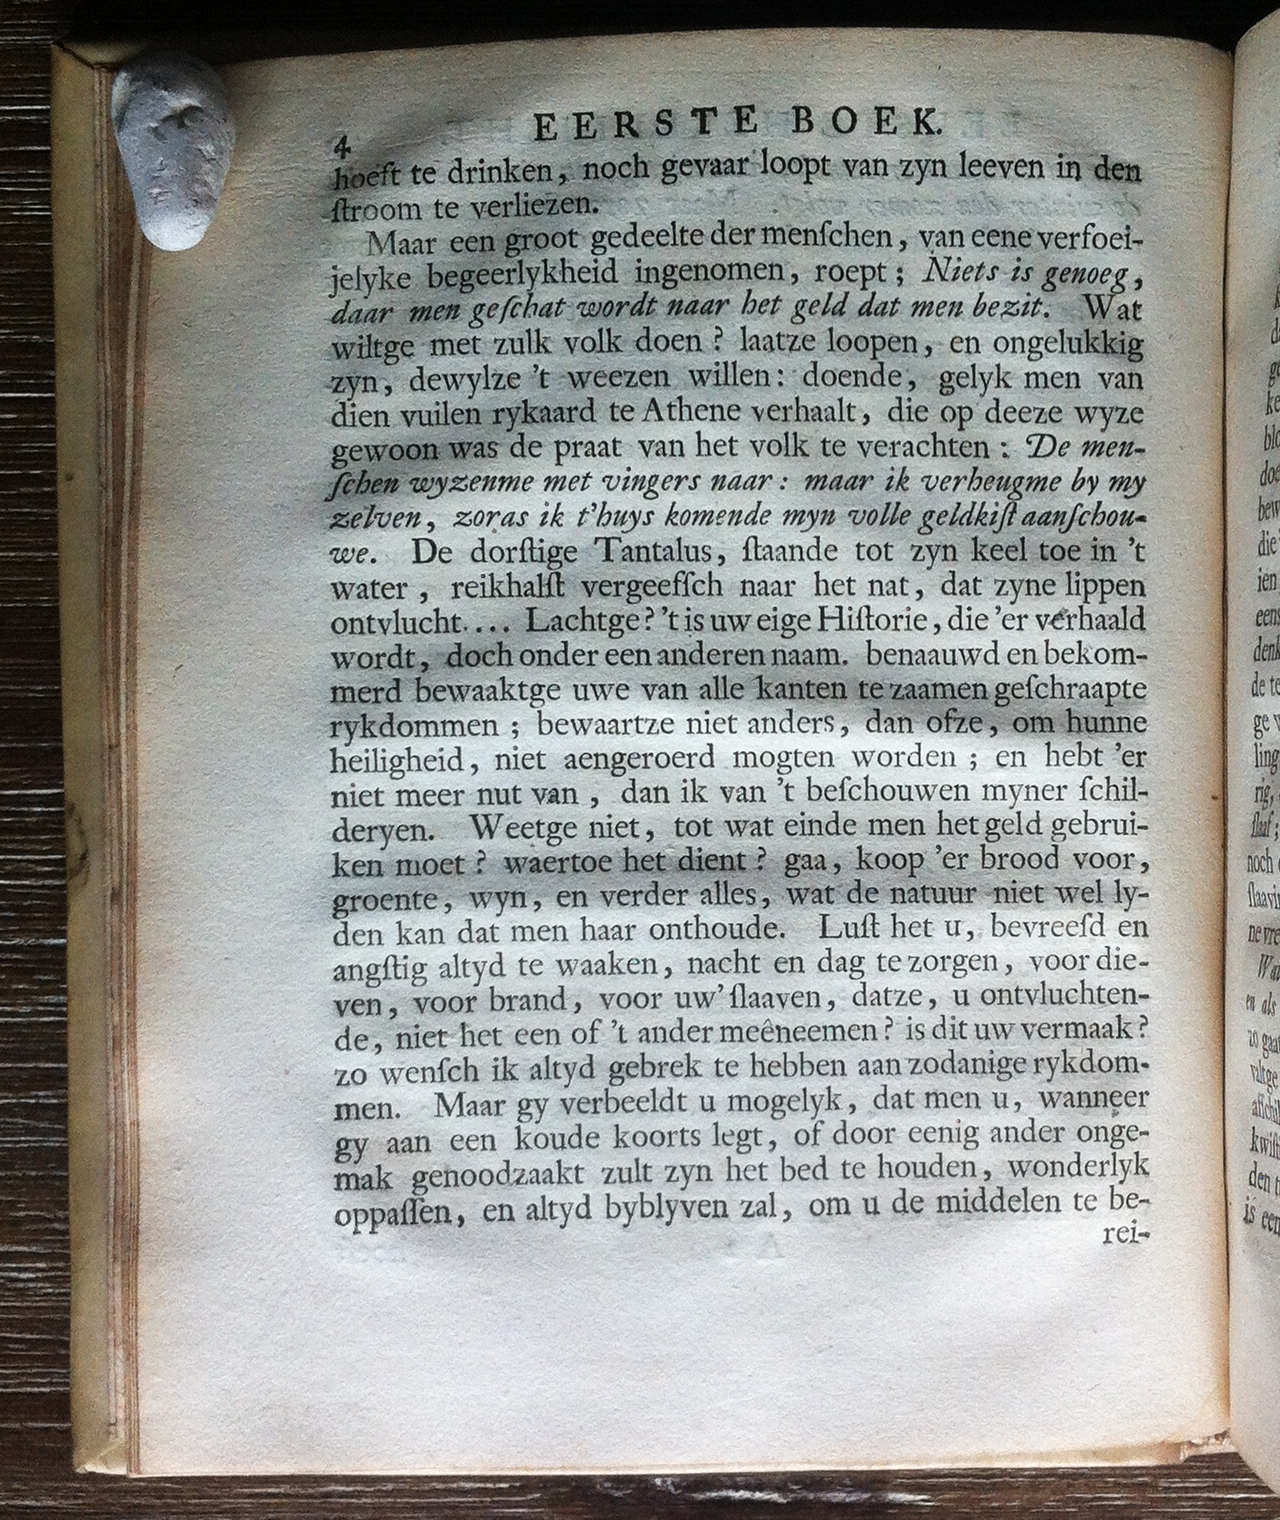 4
EERSTE BOEK.
hoeft te drinken, noch gevaar loopt van zyn leeven in den
ſtroom te verliezen.
Maar een groot gedeelte der menſchen, van eene verfoei-
jelyke begeerlykheid ingenomen, roept; Niets is genoeg,
daar men geſchat wordt naar het geld dat men bezit. Wat
wiltge met zulk volk doen? laatze loopen, en ongelukkig
zyn, dewylze 't weezen willen: doende, gelyk men van
dien vuilen rykaard te Athene verhaalt, die op deeze wyze
gewoon was de praat van het volk te verachten: De men-
ſchen wyzenme met vingers naar: maar ik verheugme by my
zelven, zoras ik t'huys komende myn volle geldkiſt aanſchou-
we. De dorſtige Tantalus, ſtaande tot zyn keel toe in 't
water, reikhalſt vergeefſch naar het nat, dat zyne lippen
ontvlucht.... Lachtge? 't is uw eige Hiſtorie, die 'er verhaald
wordt, doch onder een anderen naam. benaauwd en bekom-
merd bewaaktge uwe van alle kanten te zaamen geſchraapte
rykdommen; bewaartze niet anders, dan ofze, om hunne
heiligheid, niet aengeroerd mogten worden; en hebt 'er
niet meer nut van, dan ik van 't beſchouwen myner ſchil-
deryen. Weetge niet, tot wat einde men het geld gebrui-
ken moet? waertoe het dient? gaa, koop 'er brood voor,
groente, wyn, en verder alles, wat de natuur niet wel ly-
den kan dat men haar onthoude. Luſt het u, bevreeſd en
angſtig altyd te waaken, nacht en dag te zorgen, voor die-
ven, voor brand, voor uw' ſlaaven, datze, u ontvluchten-
de, niet het een of 't ander meêneemen? is dit uw vermaak?
zo wenſch ik altyd gebrek te hebben aan zodanige rykdom-
men. Maar gy verbeeldt u mogelyk, dat men u, wanneer
gy aan een koude koorts legt, of door eenig ander onge-
mak genoodzaakt zult zyn het bed te houden, wonderlyk
oppaſſen, en altyd byblyven zal, om u de middelen te be-
rei-